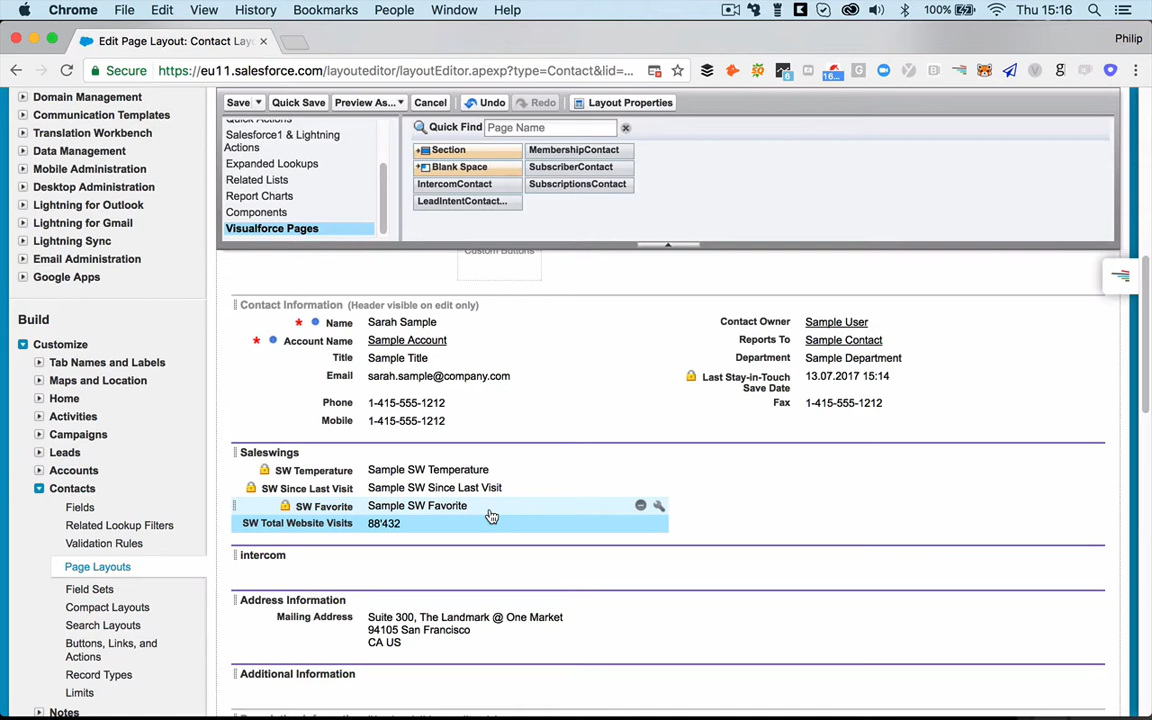 Chrome File Edit View History Bookmarks People Window Help 100% Thu 15:16
Edit Page Layout: Contact Lay Philip
Secure https://eu11.salesforce.com/layouteditor/layoutEditor.apexp?type=Contact&lid=... 6 16...
Domain Management
Communication Templates
Translation Workbench
Data Management
Mobile Administration
Desktop Administration
Lightning for Outlook
Lightning for Gmail
Lightning Sync
Email Administration
Google Apps
Build
Customize
Tab Names and Labels
Maps and Location
Home
Activities
Campaigns
Leads
Accounts
Contacts
Fields
Related Lookup Filters
Validation Rules
Page Layouts
Field Sets
Compact Layouts
Search Layouts
Buttons, Links, and
Actions
Record Types
Limits
Notes
Save Quick Save Preview As... Cancel Undo Redo Layout Properties
Quick Actions
Salesforce1 & Lightning
Actions
Expanded Lookups
Related Lists
Report Charts
Components
Visualforce Pages
Quick Find Page Name
Section MembershipContact
Blank Space SubscriberContact
IntercomContact SubscriptionsContact
LeadIntentContact...
Custom Buttons
Contact Information (Header visible on edit only)
* Name Sarah Sample Contact Owner Sample User
* Account Name Sample Account Reports To Sample Contact
Title Sample Title Department Sample Department
Email sarah.sample@company.com Last Stay-in-Touch 13.07.2017 15:14
Save Date
Phone 1-415-555-1212 Fax 1-415-555-1212
Mobile 1-415-555-1212
Saleswings
SW Temperature Sample SW Temperature
SW Since Last Visit Sample SW Since Last Visit
SW Favorite Sample SW Favorite
SW Total Website Visits 88'432
intercom
Address Information
Mailing Address Suite 300, The Landmark @ One Market
94105 San Francisco
CA US
Additional Information